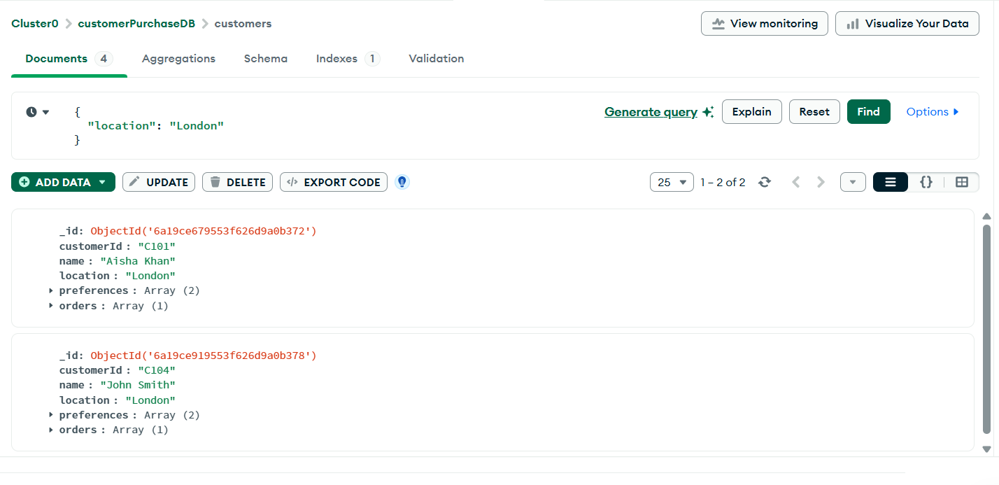 Cluster0 > customerPurchaseDB > customers
View monitoring
Visualize Your Data
Documents 4 Aggregations Schema Indexes 1 Validation
{
"location": "London"
}
Generate query Explain Reset Find Options
ADD DATA UPDATE DELETE </> EXPORT CODE
25 1 – 2 of 2 {}
_id: ObjectId('6a19ce679553f626d9a0b372')
customerId : "C101"
name : "Aisha Khan"
location : "London"
preferences : Array (2)
orders : Array (1)
_id: ObjectId('6a19ce919553f626d9a0b378')
customerId : "C104"
name : "John Smith"
location : "London"
preferences : Array (2)
orders : Array (1)